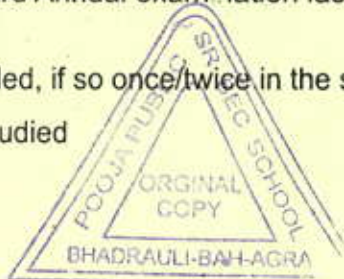 Annual examination
led, if so once/twice in the s
udied
POOJA PUBLIC SR. SEC SCHOOL
ORGINAL
COPY
BHADRAULI-BAH-AGRA